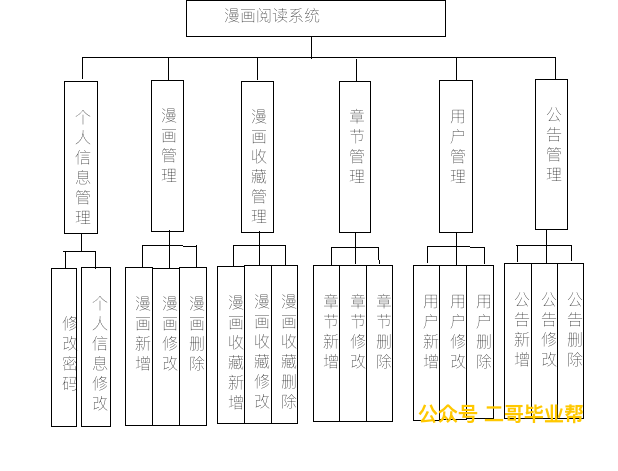 漫画阅读系统
个人信息管理
漫画管理
漫画收藏管理
章节管理
用户管理
公告管理
修改密码
个人信息修改
漫画新增
漫画修改
漫画删除
漫画收藏新增
漫画收藏修改
漫画收藏删除
章节新增
章节修改
章节删除
用户新增
用户修改
用户删除
公告新增
公告修改
公告删除
公众号 二哥毕业帮